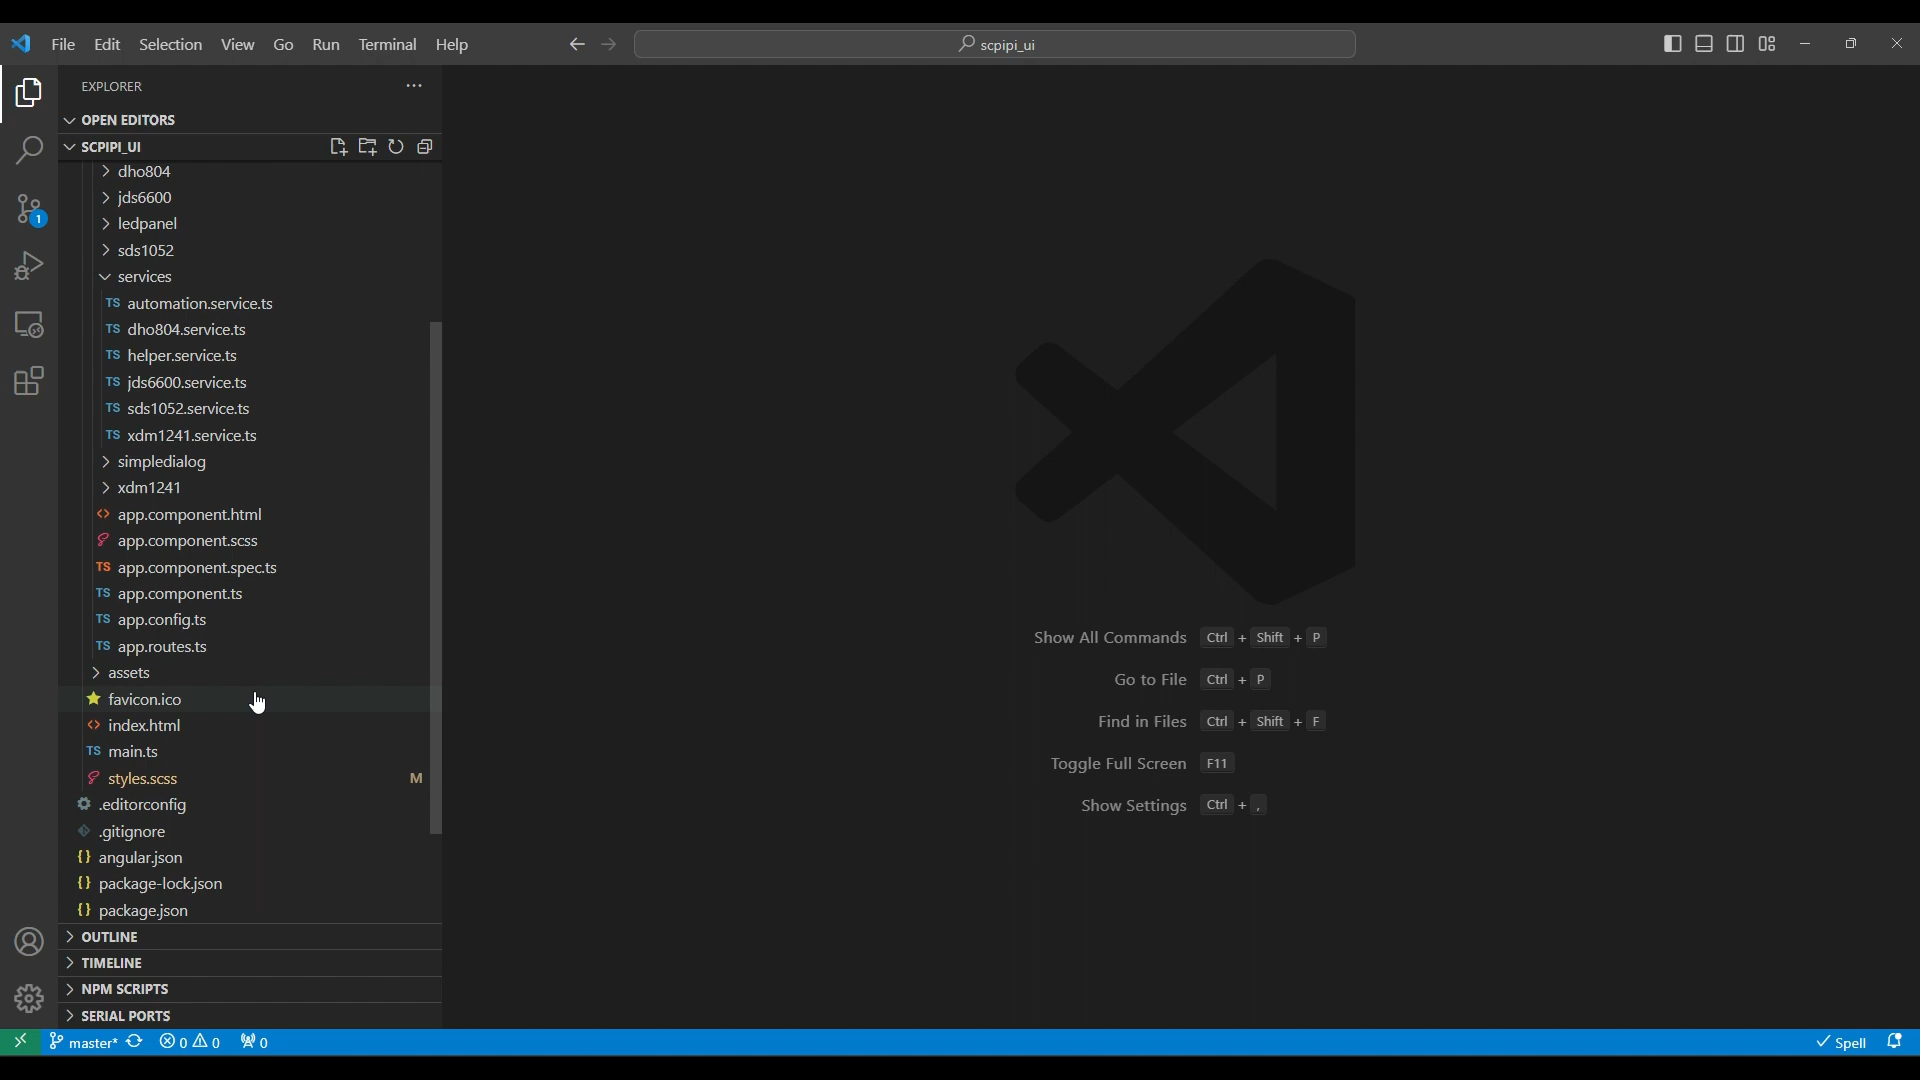 File Edit Selection View Go Run Terminal Help
scpipi_ui
EXPLORER
OPEN EDITORS
SCPIPI_UI
dho804
jds6600
1
ledpanel
sds1052
services
TS automation.service.ts
TS dho804.service.ts
TS helper.service.ts
TS jds6600.service.ts
TS sds1052.service.ts
TS xdm1241.service.ts
simpledialog
xdm1241
app.component.html
app.component.scss
TS app.component.spec.ts
TS app.component.ts
TS app.config.ts
TS app.routes.ts
assets
favicon.ico
index.html
TS main.ts
styles.scss M
.editorconfig
.gitignore
{} angular.json
{} package-lock.json
{} package.json
OUTLINE
TIMELINE
NPM SCRIPTS
SERIAL PORTS
Show All Commands Ctrl + Shift + P
Go to File Ctrl + P
Find in Files Ctrl + Shift + F
Toggle Full Screen F11
Show Settings Ctrl + ,
master* 0 0 0 Spell